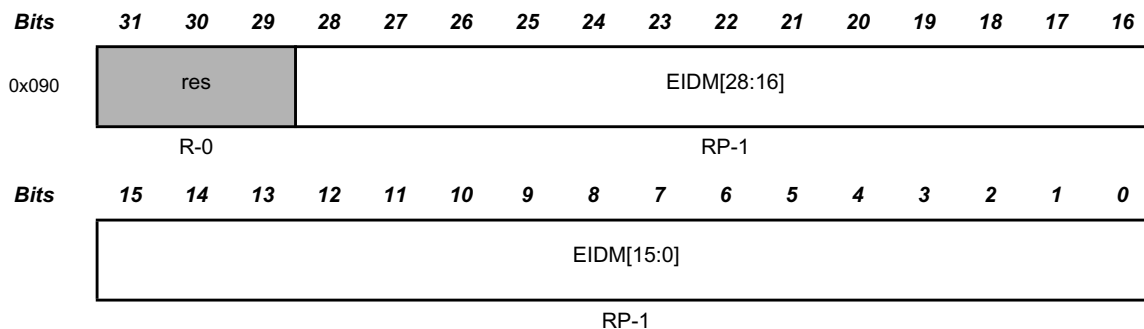 Bits 31 30 29 28 27 26 25 24 23 22 21 20 19 18 17 16
0x090 res EIDM[28:16]
R-0 RP-1
Bits 15 14 13 12 11 10 9 8 7 6 5 4 3 2 1 0
EIDM[15:0]
RP-1